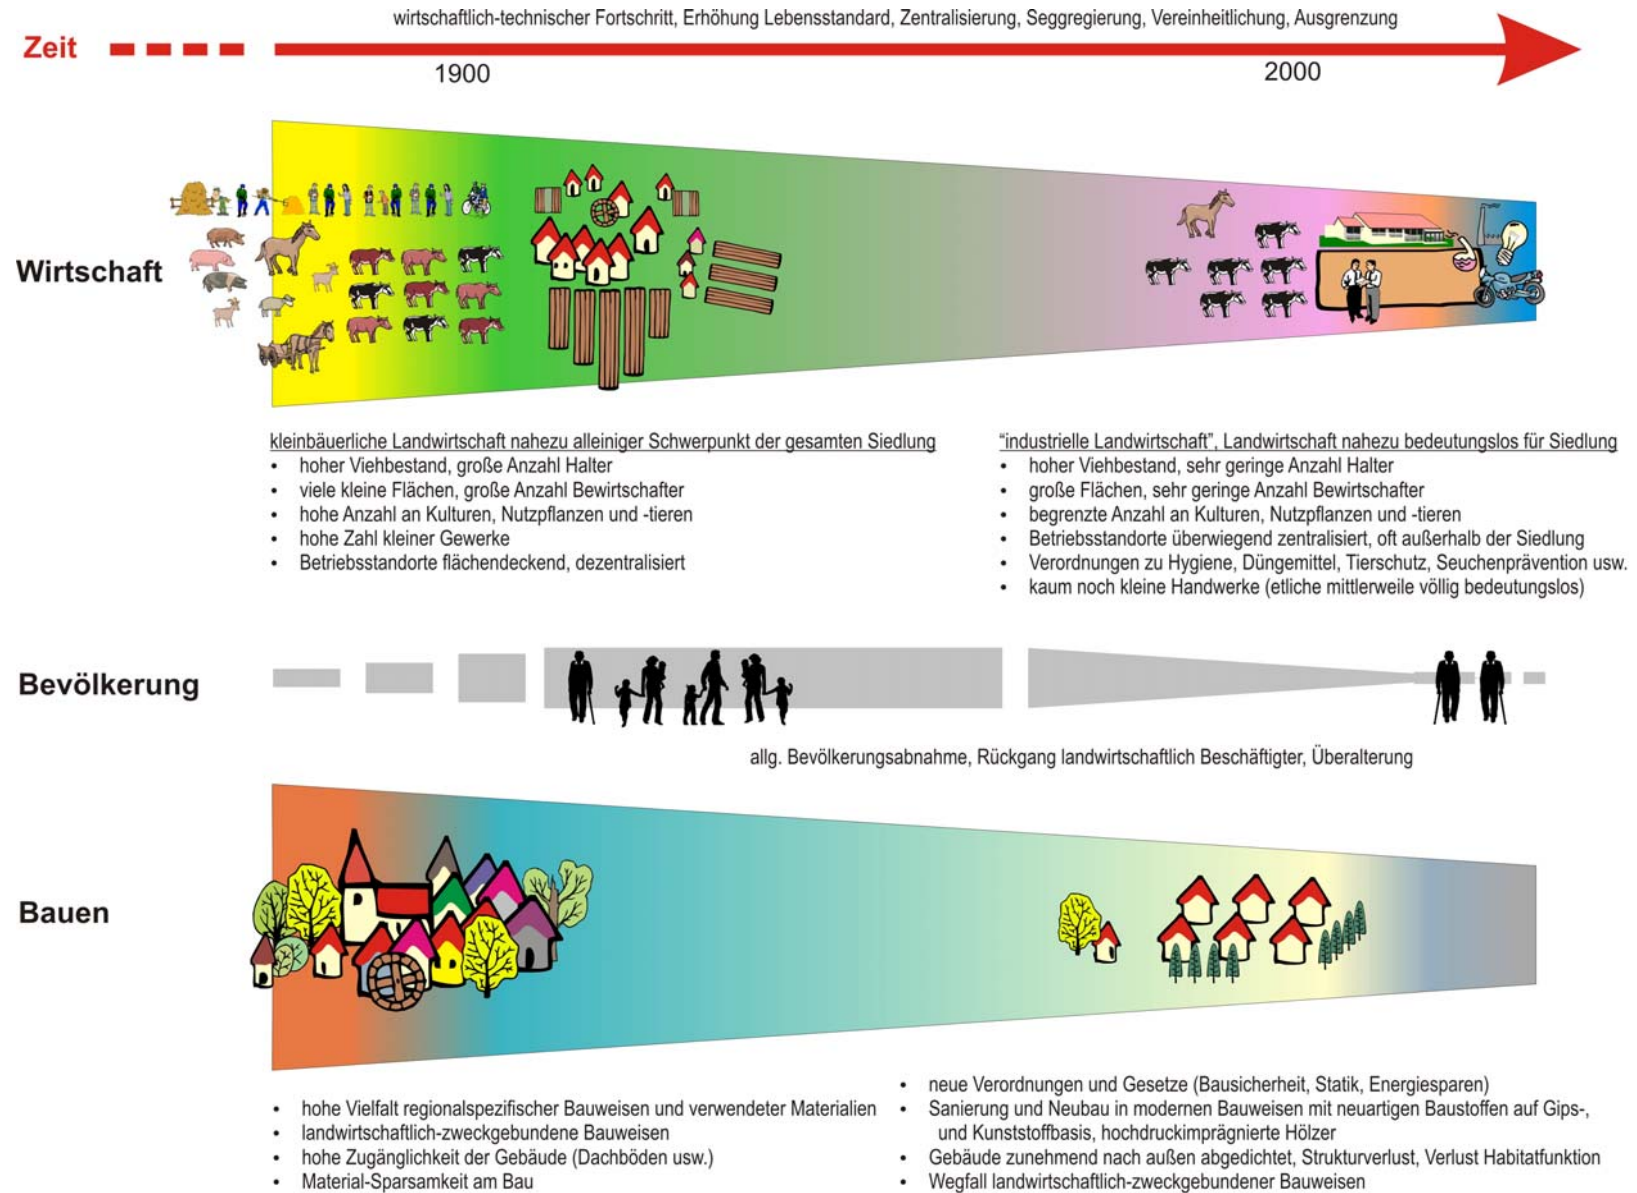 wirtschaftlich-technischer Fortschritt, Erhöhung Lebensstandard, Zentralisierung, Seggregierung, Vereinheitlichung, Ausgrenzung
Zeit
1900
2000
Wirtschaft
kleinbäuerliche Landwirtschaft nahezu alleiniger Schwerpunkt der gesamten Siedlung
• hoher Viehbestand, große Anzahl Halter
• viele kleine Flächen, große Anzahl Bewirtschafter
• hohe Anzahl an Kulturen, Nutzpflanzen und -tieren
• hohe Zahl kleiner Gewerke
• Betriebsstandorte flächendeckend, dezentralisiert
"industrielle Landwirtschaft", Landwirtschaft nahezu bedeutungslos für Siedlung
• hoher Viehbestand, sehr geringe Anzahl Halter
• große Flächen, sehr geringe Anzahl Bewirtschafter
• begrenzte Anzahl an Kulturen, Nutzpflanzen und -tieren
• Betriebsstandorte überwiegend zentralisiert, oft außerhalb der Siedlung
• Verordnungen zu Hygiene, Düngemittel, Tierschutz, Seuchenprävention usw.
• kaum noch kleine Handwerke (etliche mittlerweile völlig bedeutungslos)
Bevölkerung
allg. Bevölkerungsabnahme, Rückgang landwirtschaftlich Beschäftigter, Überalterung
Bauen
• hohe Vielfalt regionalspezifischer Bauweisen und verwendeter Materialien
• landwirtschaftlich-zweckgebundene Bauweisen
• hohe Zugänglichkeit der Gebäude (Dachböden usw.)
• Material-Sparsamkeit am Bau
• neue Verordnungen und Gesetze (Bausicherheit, Statik, Energiesparen)
• Sanierung und Neubau in modernen Bauweisen mit neuartigen Baustoffen auf Gips-,
und Kunststoffbasis, hochdruckimprägnierte Hölzer
• Gebäude zunehmend nach außen abgedichtet, Strukturverlust, Verlust Habitatfunktion
• Wegfall landwirtschaftlich-zweckgebundener Bauweisen